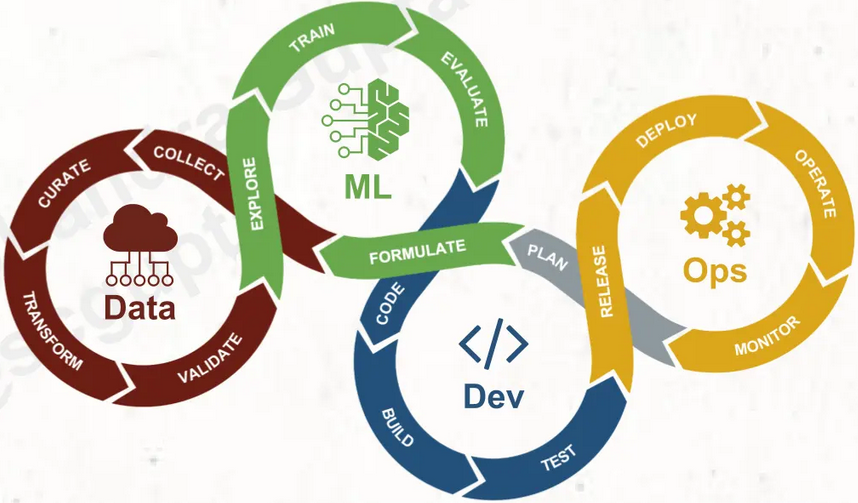 TRAIN
EVALUATE
ML
EXPLORE
COLLECT
CURATE
TRANSFORM
VALIDATE
Data
FORMULATE
PLAN
CODE
BUILD
TEST
</>
Dev
RELEASE
DEPLOY
OPERATE
MONITOR
Ops